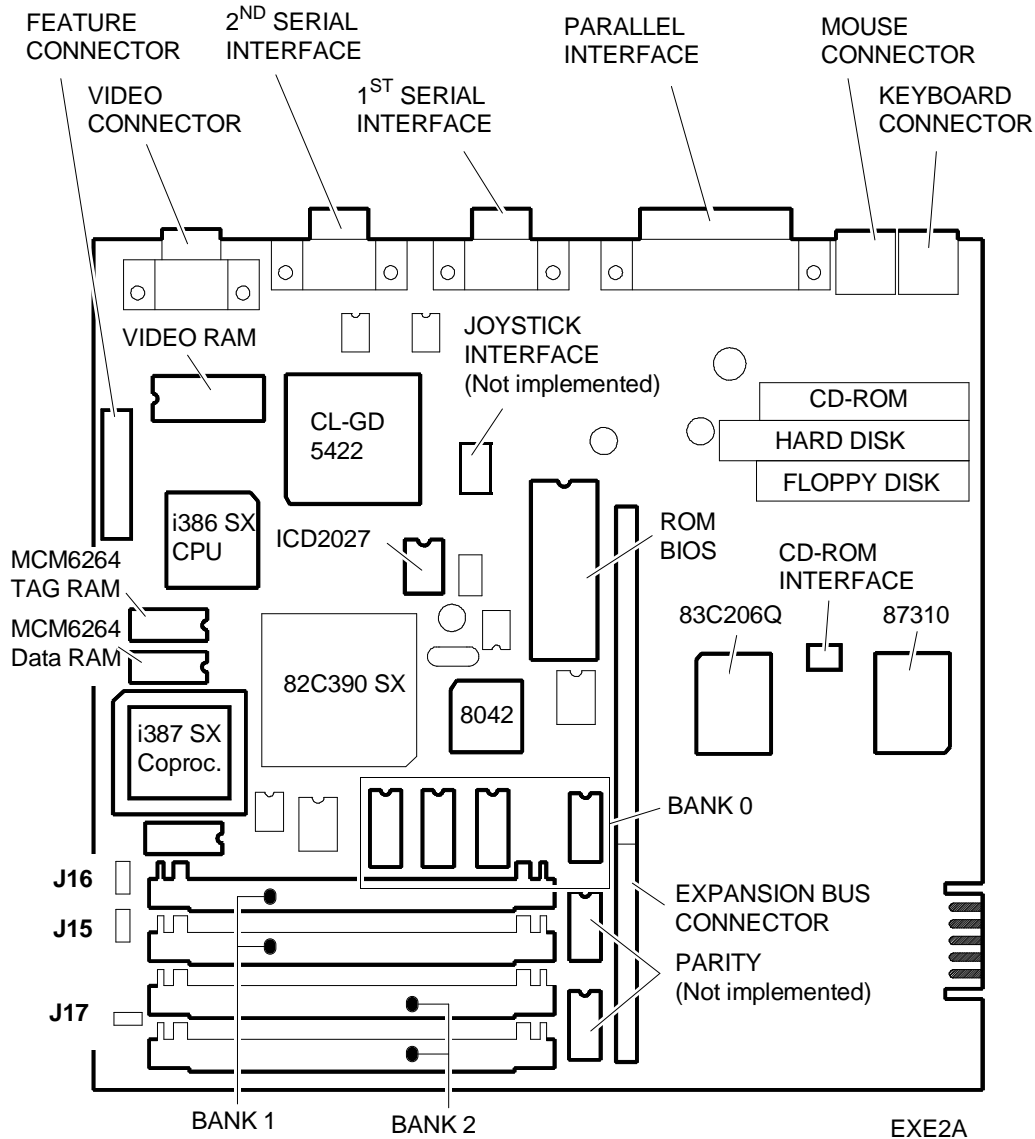 FEATURE
CONNECTOR
2ND SERIAL
INTERFACE
PARALLEL
INTERFACE
MOUSE
CONNECTOR
VIDEO
CONNECTOR
1ST SERIAL
INTERFACE
KEYBOARD
CONNECTOR
VIDEO RAM
JOYSTICK
INTERFACE
(Not implemented)
CL-GD
5422
CD-ROM
HARD DISK
FLOPPY DISK
i386 SX
CPU
ICD2027
ROM
BIOS
MCM6264
TAG RAM
CD-ROM
INTERFACE
MCM6264
Data RAM
83C206Q
87310
82C390 SX
8042
i387 SX
Coproc.
BANK 0
J16
J15
EXPANSION BUS
CONNECTOR
PARITY
(Not implemented)
J17
BANK 1
BANK 2
EXE2A